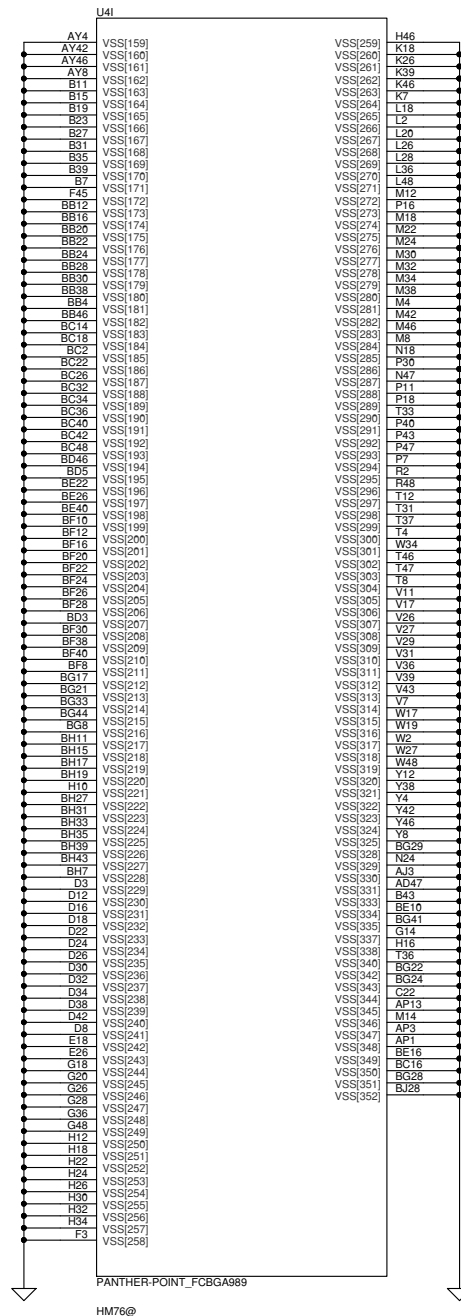 U4I
AY4 VSS[159]
AY42 VSS[160]
AY46 VSS[161]
AY8 VSS[162]
B11 VSS[163]
B15 VSS[164]
B19 VSS[165]
B23 VSS[166]
B27 VSS[167]
B31 VSS[168]
B35 VSS[169]
B39 VSS[170]
B7 VSS[171]
F45 VSS[172]
BB12 VSS[173]
BB16 VSS[174]
BB20 VSS[175]
BB22 VSS[176]
BB24 VSS[177]
BB28 VSS[178]
BB30 VSS[179]
BB38 VSS[180]
BB4 VSS[181]
BB46 VSS[182]
BC14 VSS[183]
BC18 VSS[184]
BC2 VSS[185]
BC22 VSS[186]
BC26 VSS[187]
BC32 VSS[188]
BC34 VSS[189]
BC36 VSS[190]
BC40 VSS[191]
BC42 VSS[192]
BC48 VSS[193]
BD46 VSS[194]
BD5 VSS[195]
BE22 VSS[196]
BE26 VSS[197]
BE40 VSS[198]
BF10 VSS[199]
BF12 VSS[200]
BF16 VSS[201]
BF20 VSS[202]
BF22 VSS[203]
BF24 VSS[204]
BF26 VSS[205]
BF28 VSS[206]
BD3 VSS[207]
BF30 VSS[208]
BF38 VSS[209]
BF40 VSS[210]
BF8 VSS[211]
BG17 VSS[212]
BG21 VSS[213]
BG33 VSS[214]
BG44 VSS[215]
BG8 VSS[216]
BH11 VSS[217]
BH15 VSS[218]
BH17 VSS[219]
BH19 VSS[220]
H10 VSS[221]
BH27 VSS[222]
BH31 VSS[223]
BH33 VSS[224]
BH35 VSS[225]
BH39 VSS[226]
BH43 VSS[227]
BH7 VSS[228]
D3 VSS[229]
D12 VSS[230]
D16 VSS[231]
D18 VSS[232]
D22 VSS[233]
D24 VSS[234]
D26 VSS[235]
D30 VSS[236]
D32 VSS[237]
D34 VSS[238]
D38 VSS[239]
D42 VSS[240]
D8 VSS[241]
E18 VSS[242]
E26 VSS[243]
G18 VSS[244]
G20 VSS[245]
G26 VSS[246]
G28 VSS[247]
G36 VSS[248]
G48 VSS[249]
H12 VSS[250]
H18 VSS[251]
H22 VSS[252]
H24 VSS[253]
H26 VSS[254]
H30 VSS[255]
H32 VSS[256]
H34 VSS[257]
F3 VSS[258]
VSS[259] H46
VSS[260] K18
VSS[261] K26
VSS[262] K39
VSS[263] K46
VSS[264] K7
VSS[265] L18
VSS[266] L2
VSS[267] L20
VSS[268] L26
VSS[269] L28
VSS[270] L36
VSS[271] L48
VSS[272] M12
VSS[273] P16
VSS[274] M18
VSS[275] M22
VSS[276] M24
VSS[277] M30
VSS[278] M32
VSS[279] M34
VSS[280] M38
VSS[281] M4
VSS[282] M42
VSS[283] M46
VSS[284] M8
VSS[285] N18
VSS[286] P30
VSS[287] N47
VSS[288] P11
VSS[289] P18
VSS[290] T33
VSS[291] P40
VSS[292] P43
VSS[293] P47
VSS[294] P7
VSS[295] R2
VSS[296] R48
VSS[297] T12
VSS[298] T31
VSS[299] T37
VSS[300] T4
VSS[301] W34
VSS[302] T46
VSS[303] T47
VSS[304] T8
VSS[305] V11
VSS[306] V17
VSS[307] V26
VSS[308] V27
VSS[309] V29
VSS[310] V31
VSS[311] V36
VSS[312] V39
VSS[313] V43
VSS[314] V7
VSS[315] W17
VSS[316] W19
VSS[317] W2
VSS[318] W27
VSS[319] W48
VSS[320] Y12
VSS[321] Y38
VSS[322] Y4
VSS[323] Y42
VSS[324] Y46
VSS[325] Y8
VSS[328] BG29
VSS[329] N24
VSS[330] AJ3
VSS[331] AD47
VSS[333] B43
VSS[334] BE10
VSS[335] BG41
VSS[337] G14
VSS[338] H16
VSS[340] T36
VSS[342] BG22
VSS[343] BG24
VSS[344] C22
VSS[345] AP13
VSS[346] M14
VSS[347] AP3
VSS[348] AP1
VSS[349] BE16
VSS[350] BC16
VSS[351] BG28
VSS[352] BJ28
PANTHER-POINT_FCBGA989
HM76@